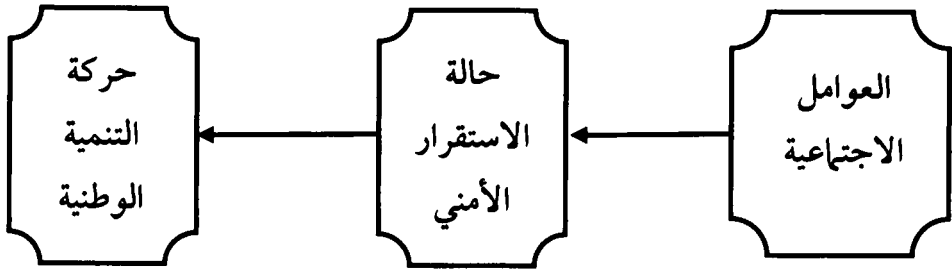 العوامل
الاجتماعية
حالة
الاستقرار
الأمني
حركة
التنمية
الوطنية